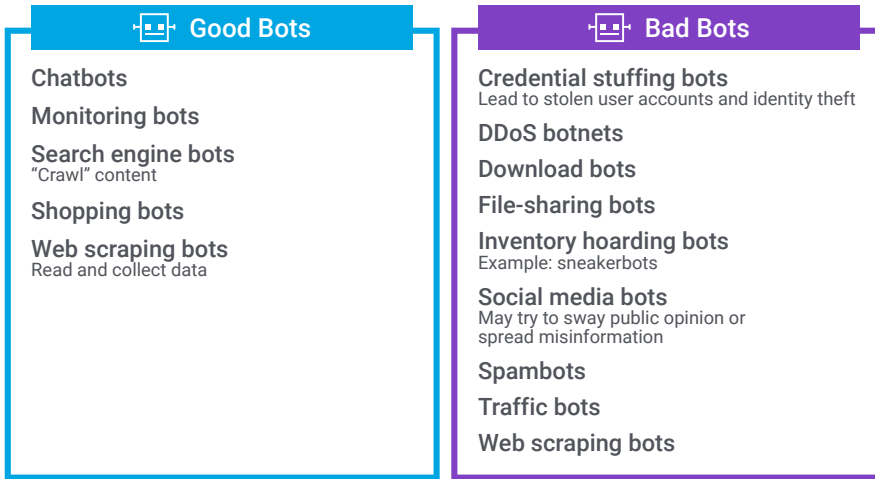 Good Bots
Chatbots
Monitoring bots
Search engine bots
“Crawl” content
Shopping bots
Web scraping bots
Read and collect data
Bad Bots
Credential stuffing bots
Lead to stolen user accounts and identity theft
DDoS botnets
Download bots
File-sharing bots
Inventory hoarding bots
Example: sneakerbots
Social media bots
May try to sway public opinion or
spread misinformation
Spambots
Traffic bots
Web scraping bots